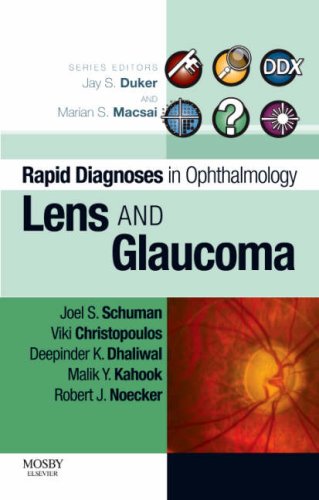 SERIES EDITORS
Jay S. Duker
AND
Marian S. Macsai
DDX
?
Rapid Diagnoses in Ophthalmology
Lens AND
Glaucoma
Joel S. Schuman
Viki Christopoulos
Deepinder K. Dhaliwal
Malik Y. Kahook
Robert J. Noecker
MOSBY
ELSEVIER